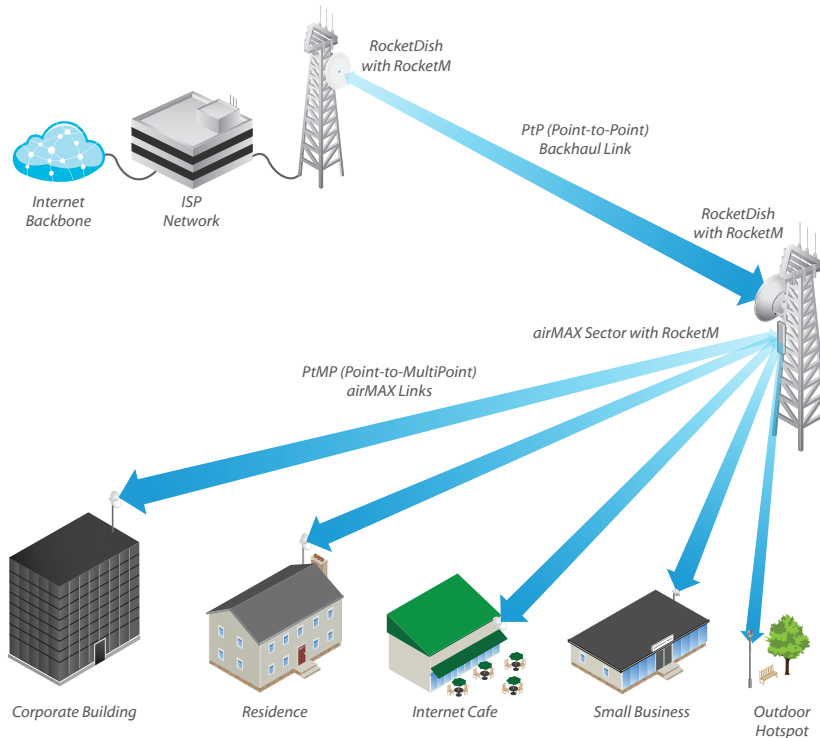 RocketDish
with RocketM
PtP (Point-to-Point)
Backhaul Link
Internet
Backbone
ISP
Network
RocketDish
with RocketM
airMAX Sector with RocketM
PtMP (Point-to-MultiPoint)
airMAX Links
Corporate Building
Residence
Internet Cafe
Small Business
Outdoor
Hotspot